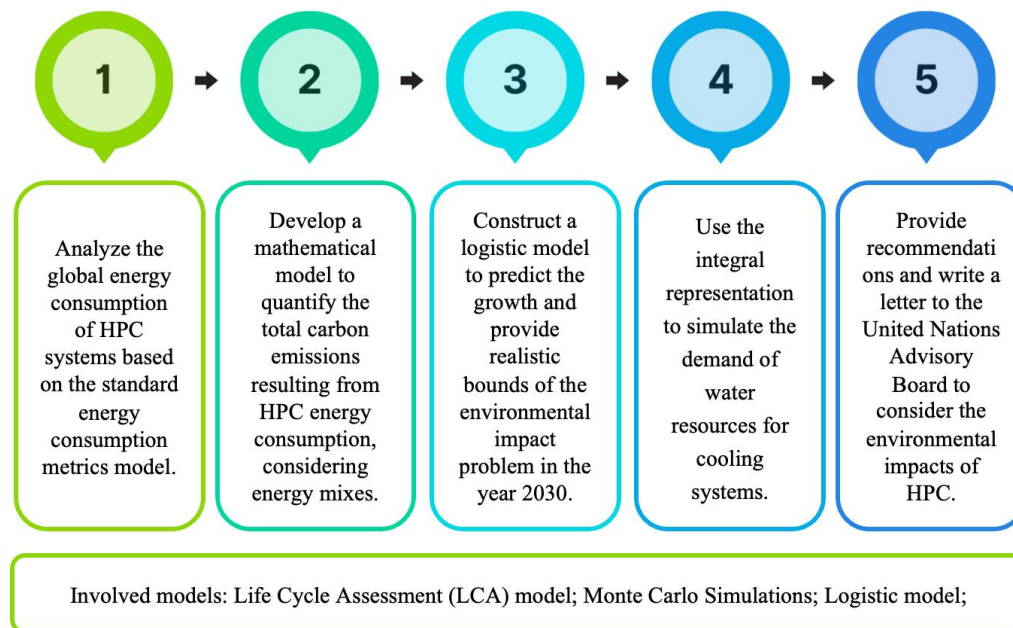 1
2
3
4
5
Analyze the
global energy
consumption
of HPC
systems based
on the standard
energy
consumption
metrics model.
Develop a
mathematical
model to
quantify the
total carbon
emissions
resulting from
HPC energy
consumption,
considering
energy mixes.
Construct a
logistic model
to predict the
growth and
provide
realistic
bounds of the
environmental
impact
problem in the
year 2030.
Use the
integral
representation
to simulate the
demand of
water
resources for
cooling
systems.
Provide
recommendati
ons and write a
letter to the
United Nations
Advisory
Board to
consider the
environmental
impacts of
HPC.
Involved models: Life Cycle Assessment (LCA) model; Monte Carlo Simulations; Logistic model;